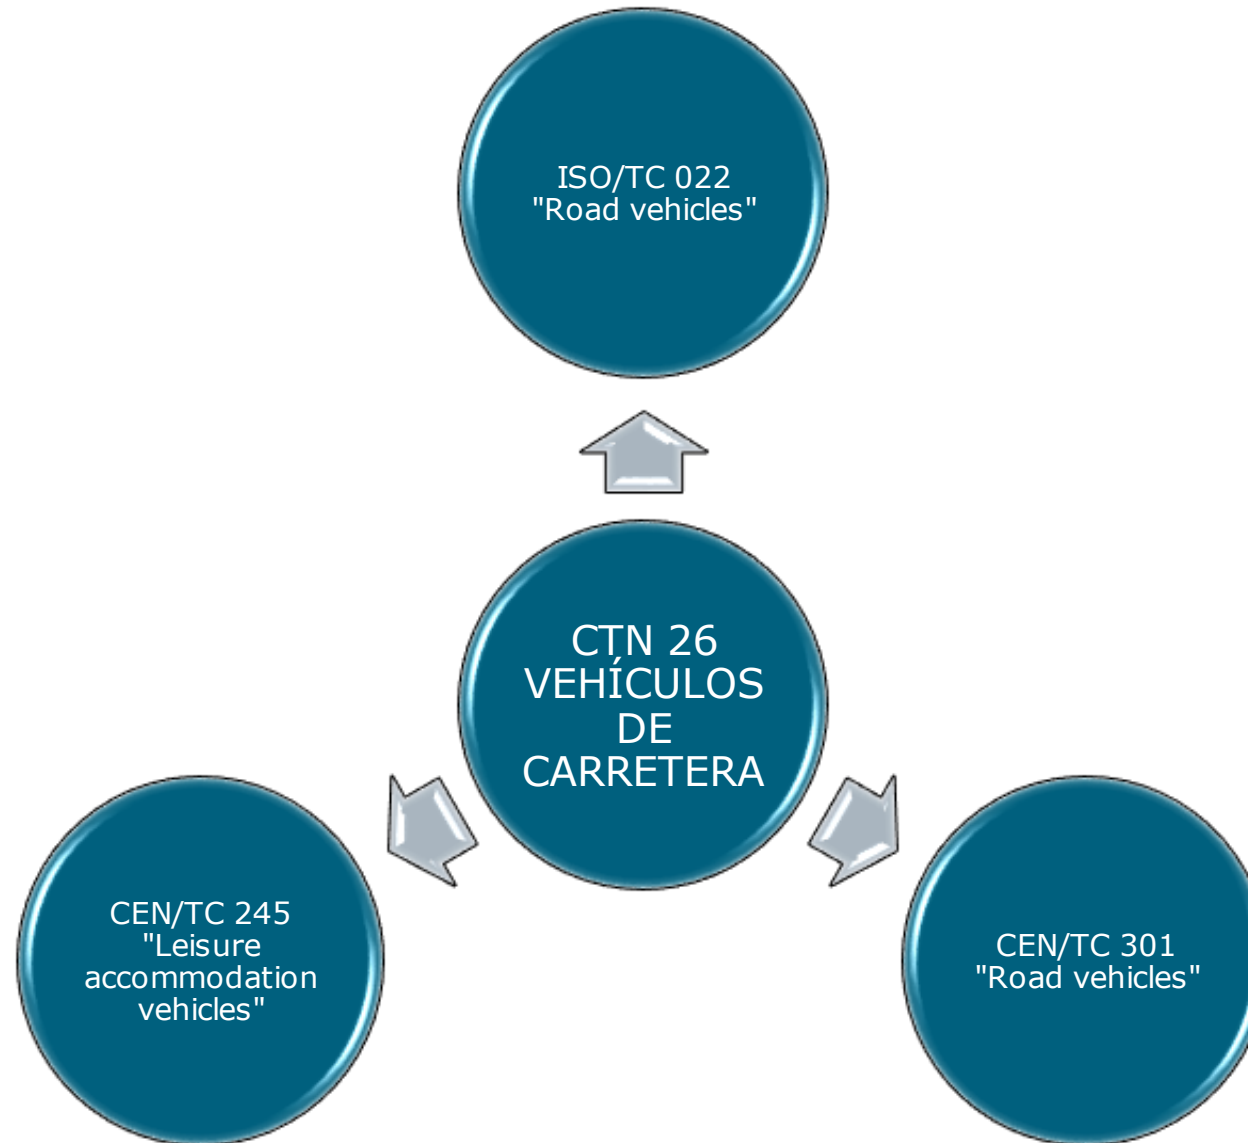 ISO/TC 022
"Road vehicles"
CTN 26
VEHÍCULOS
DE
CARRETERA
CEN/TC 245
"Leisure
accommodation
vehicles"
CEN/TC 301
"Road vehicles"